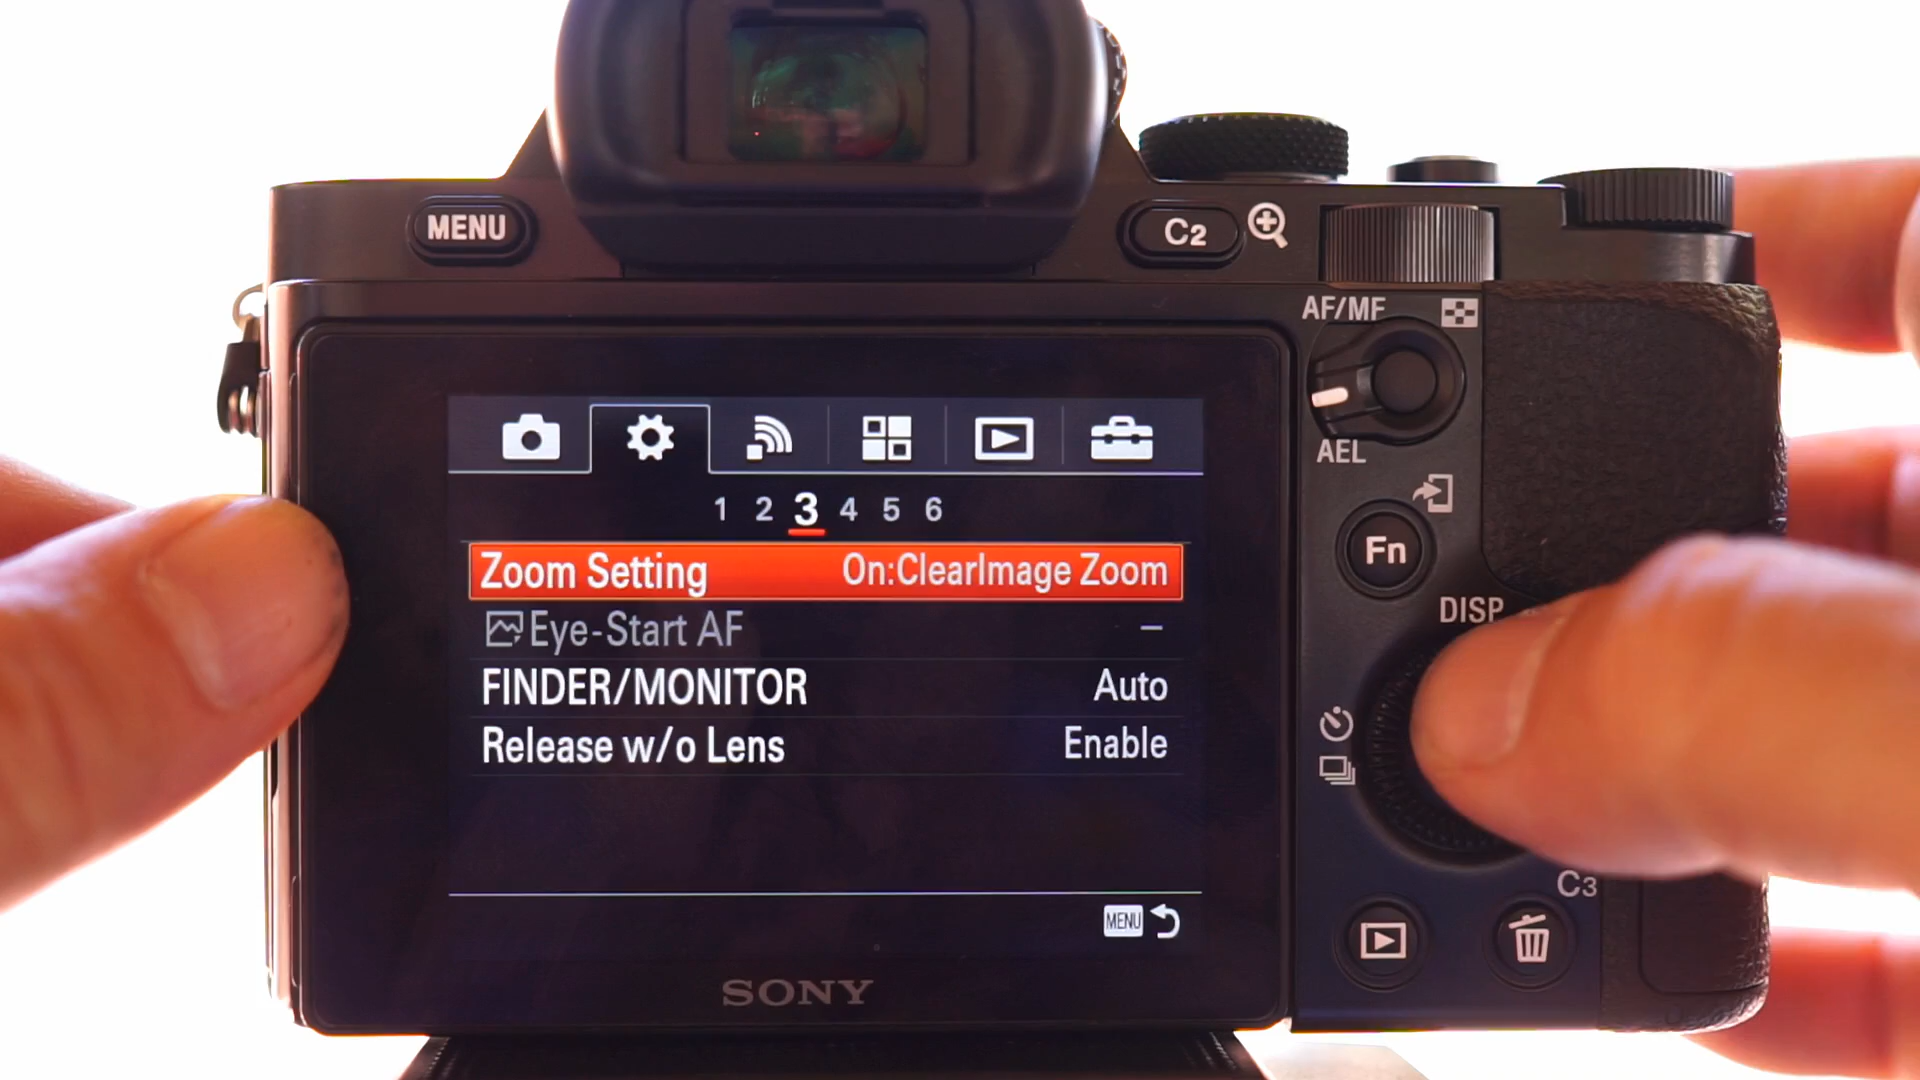 MENU
C2
AF/MF
AEL
1 2 3 4 5 6
Zoom Setting On:ClearImage Zoom
Eye-Start AF –
FINDER/MONITOR Auto
Release w/o Lens Enable
MENU
Fn
DISP
C3
SONY